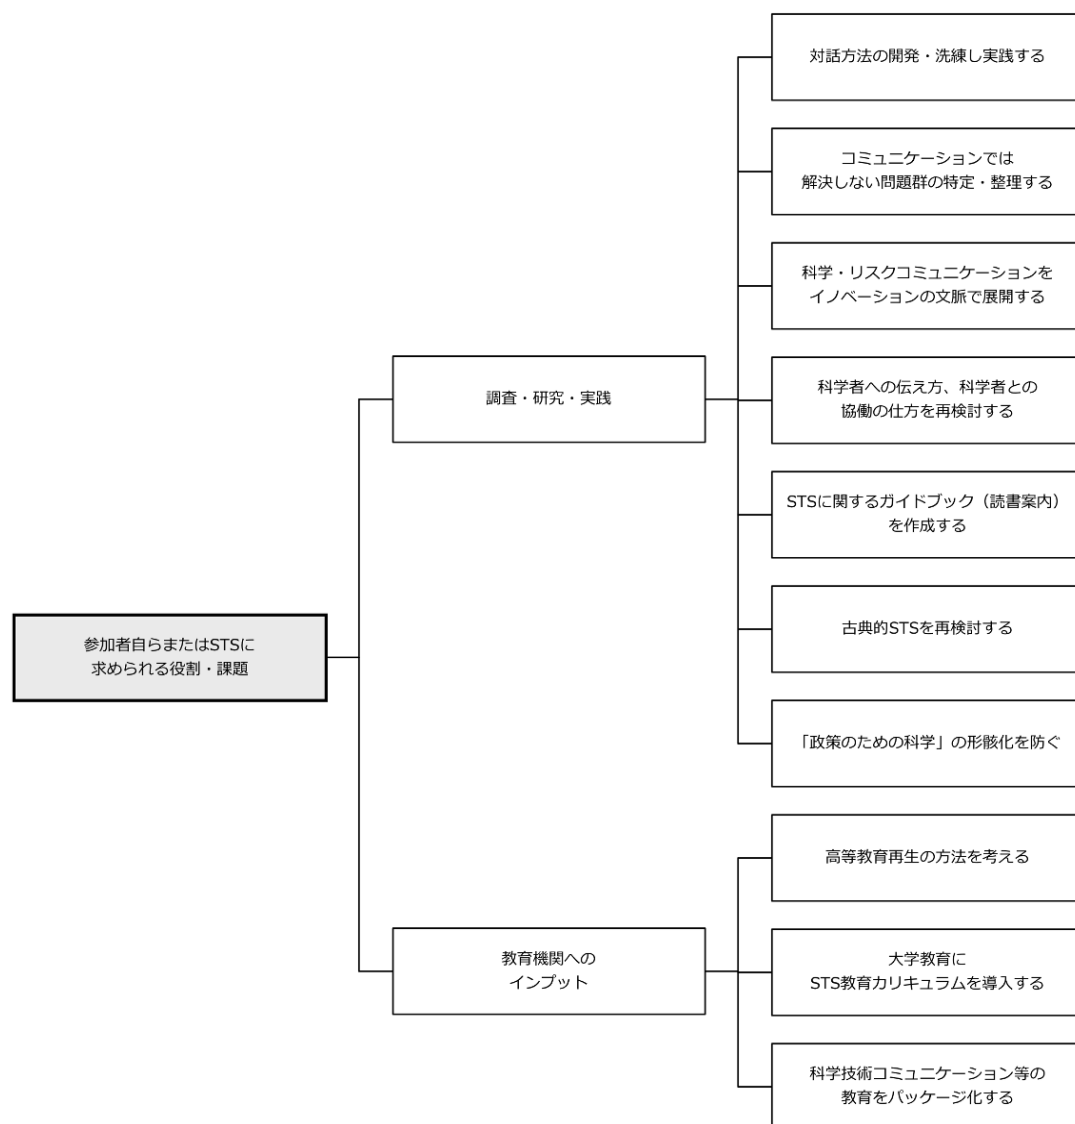 対話方法の開発・洗練し実践する
コミュニケーションでは
解決しない問題群の特定・整理する
科学・リスクコミュニケーションを
イノベーションの文脈で展開する
調査・研究・実践
科学者への伝え方、科学者との
協働の仕方を再検討する
STSに関するガイドブック（読書案内）
を作成する
古典的STSを再検討する
参加者自らまたはSTSに
求められる役割・課題
「政策のための科学」の形骸化を防ぐ
高等教育再生の方法を考える
教育機関への
インプット
大学教育に
STS教育カリキュラムを導入する
科学技術コミュニケーション等の
教育をパッケージ化する